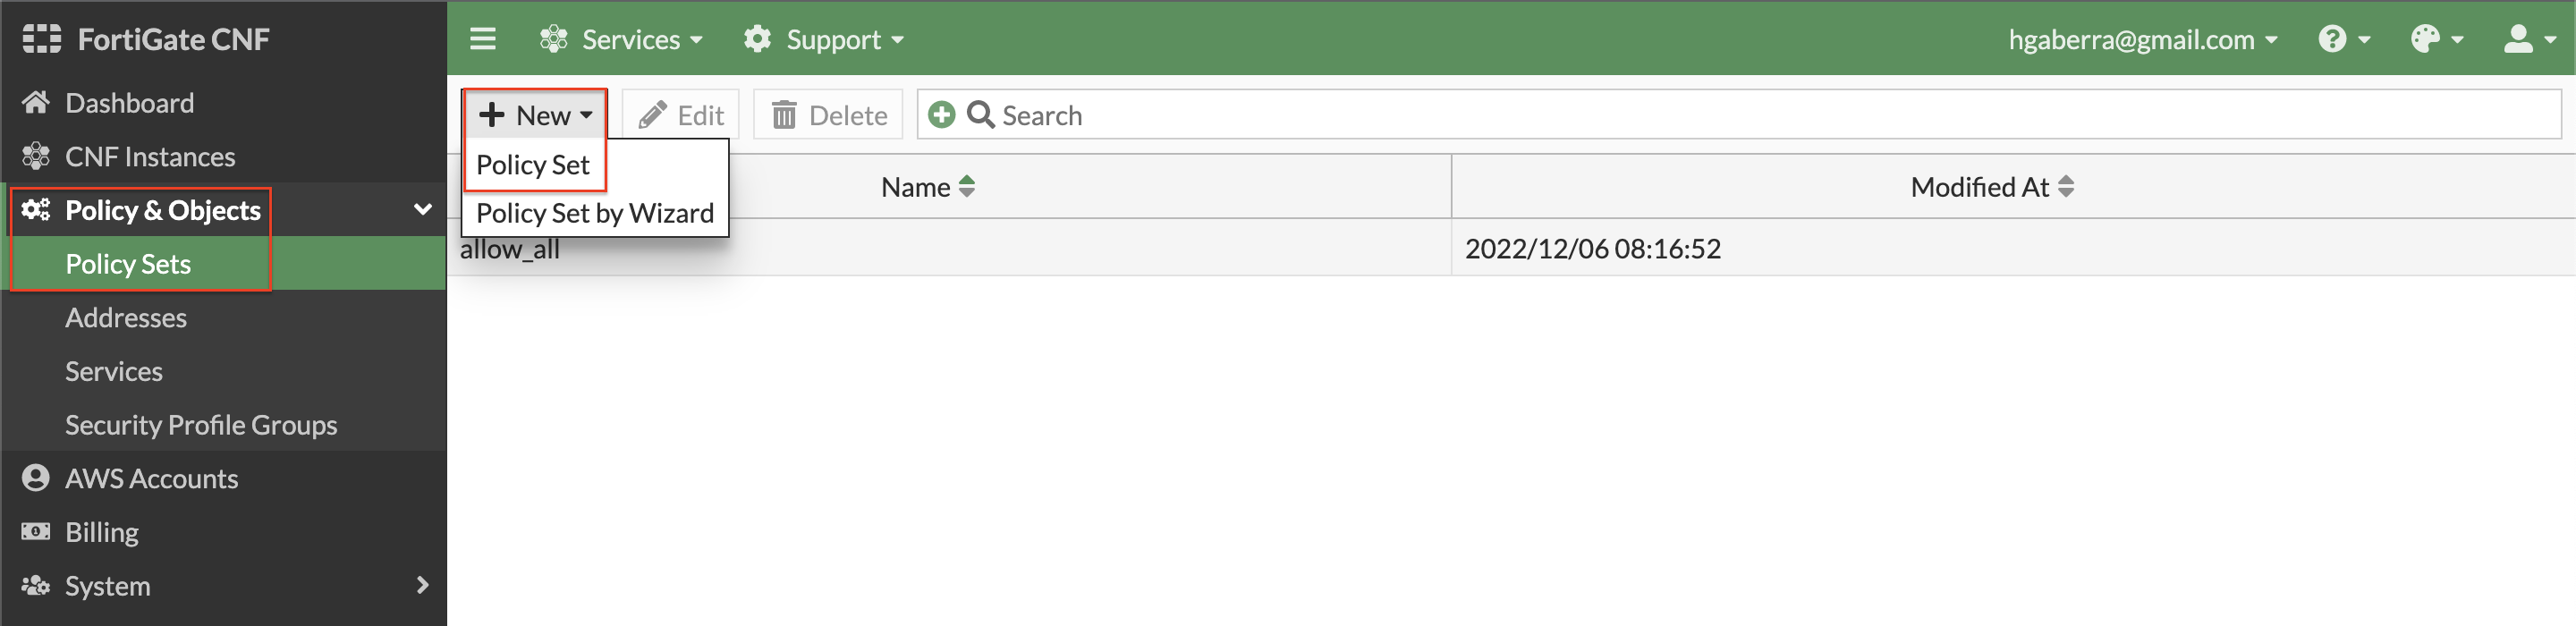 FortiGate CNF
Services
Support
hgaberra@gmail.com
Dashboard
CNF Instances
Policy & Objects
Policy Sets
Addresses
Services
Security Profile Groups
AWS Accounts
Billing
System
New
Edit
Delete
Search
Policy Set
Policy Set by Wizard
Name
Modified At
allow_all
2022/12/06 08:16:52